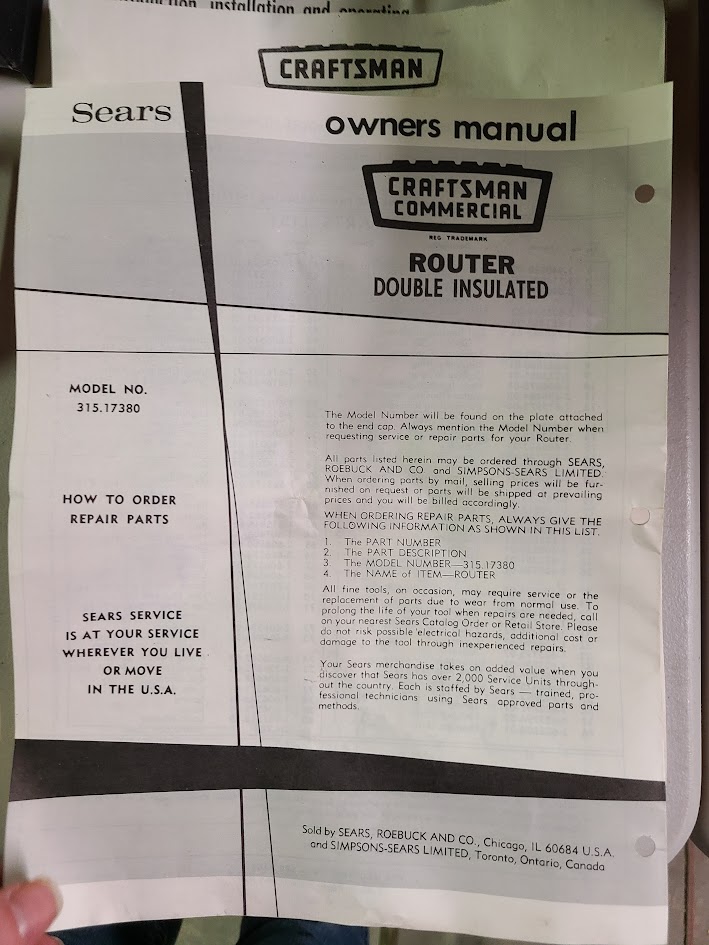 installation and operating
CRAFTSMAN
Sears
owners manual
CRAFTSMAN
COMMERCIAL
REG TRADEMARK
ROUTER
DOUBLE INSULATED
MODEL NO.
315.17380
The Model Number will be found on the plate attached
to the end cap. Always mention the Model Number when
requesting service or repair parts for your Router.
HOW TO ORDER
REPAIR PARTS
All parts listed herein may be ordered through SEARS,
ROEBUCK AND CO and SIMPSONS-SEARS LIMITED.
When ordering parts by mail, selling prices will be fur-
nished on request or parts will be shipped at prevailing
prices and you will be billed accordingly.
WHEN ORDERING REPAIR PARTS, ALWAYS GIVE THE
FOLLOWING INFORMATION AS SHOWN IN THIS LIST.
1. The PART NUMBER
2. The PART DESCRIPTION
3. The MODEL NUMBER—315.17380
4. The NAME of ITEM—ROUTER
SEARS SERVICE
IS AT YOUR SERVICE
WHEREVER YOU LIVE
OR MOVE
IN THE U.S.A.
All fine tools, on occasion, may require service or the
replacement of parts due to wear from normal use. To
prolong the life of your tool when repairs are needed, call
on your nearest Sears Catalog Order or Retail Store. Please
do not risk possible electrical hazards, additional cost or
damage to the tool through inexperienced repairs.
Your Sears merchandise takes on added value when you
discover that Sears has over 2,000 Service Units through-
out the country. Each is staffed by Sears — trained, pro-
fessional technicians using Sears approved parts and
methods.
Sold by SEARS, ROEBUCK AND CO., Chicago, IL 60684 U.S.A.
and SIMPSONS-SEARS LIMITED, Toronto, Ontario, Canada